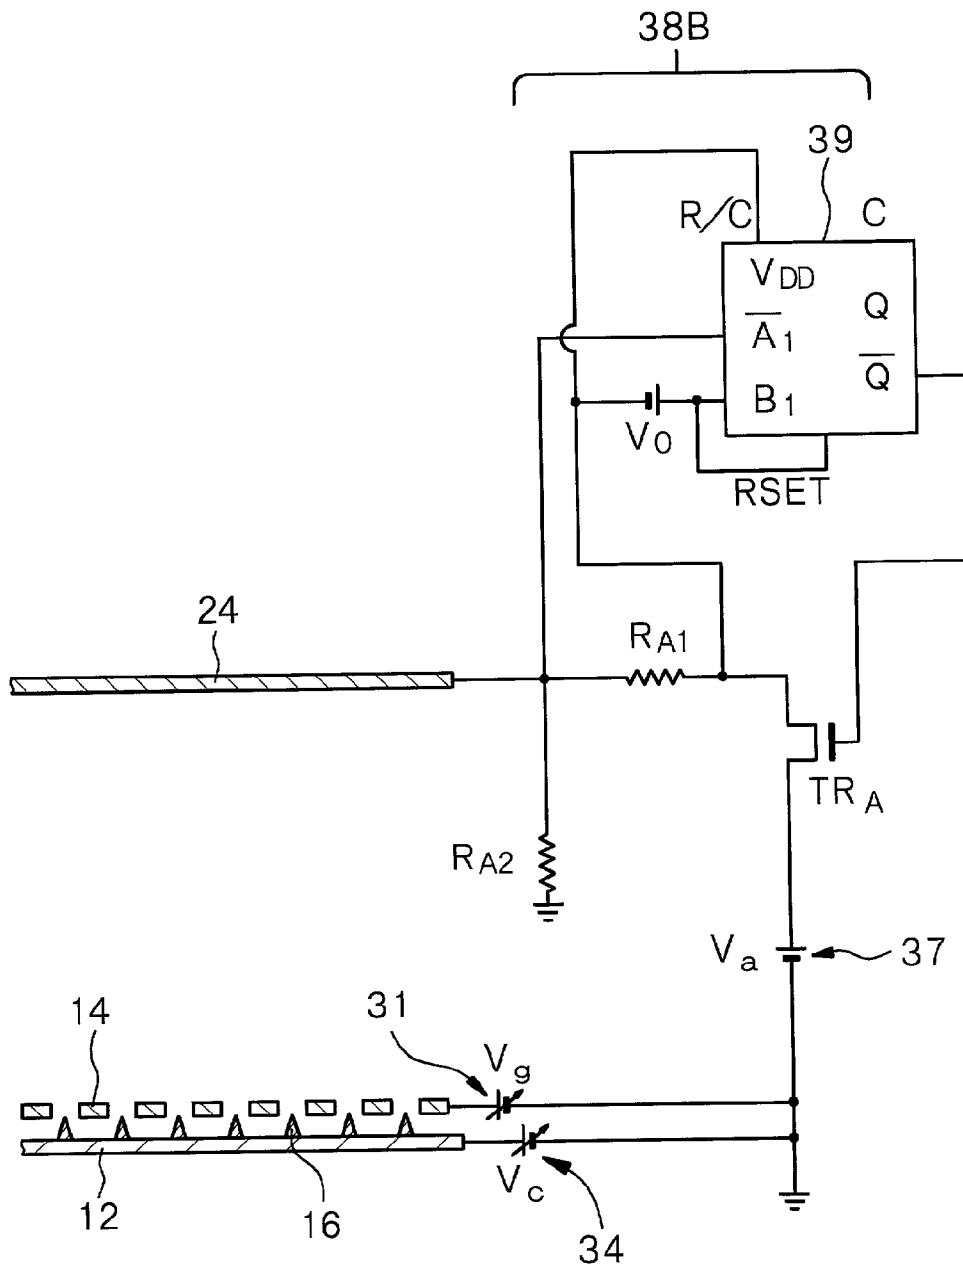 38B
39
R/C
C
VDD
Q
A̅1
Q̅
B1
V0
RSET
24
RA1
TRA
RA2
Va
37
31
14
Vg
12
16
Vc
34